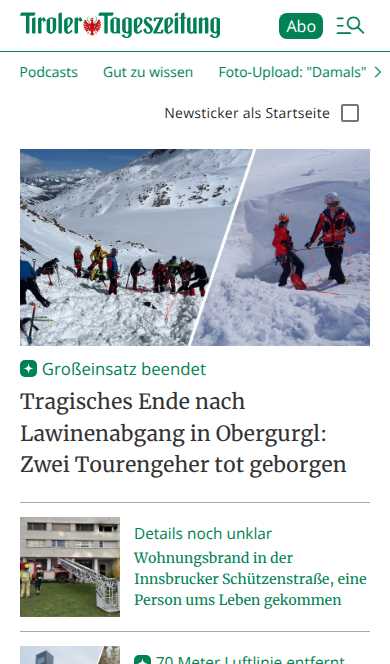 Tiroler Tageszeitung
Abo
Podcasts Gut zu wissen Foto-Upload: "Damals"
Newsticker als Startseite
Großeinsatz beendet
Tragisches Ende nach
Lawinenabgang in Obergurgl:
Zwei Tourengeher tot geborgen
Details noch unklar
Wohnungsbrand in der
Innsbrucker Schützenstraße, eine
Person ums Leben gekommen
70 Meter Luftlinie entfernt